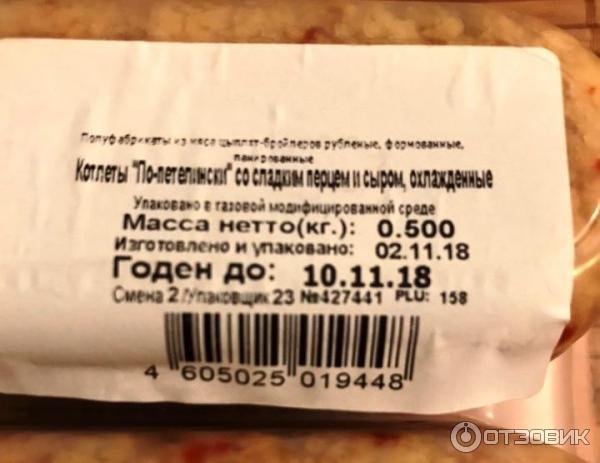 Полуфабрикаты из мяса цыплят-бройлеров рубленые, формованные,
панированные
Котлеты "По-петелински" со сладким перцем и сыром, охлажденные
Упаковано в газовой модифицированной среде
Масса нетто(кг.): 0.500
Изготовлено и упаковано: 02.11.18
Годен до: 10.11.18
Смена 2 /Упаковщик 23 №427441 PLU: 158
4 605025 019448
ОТЗОВИК